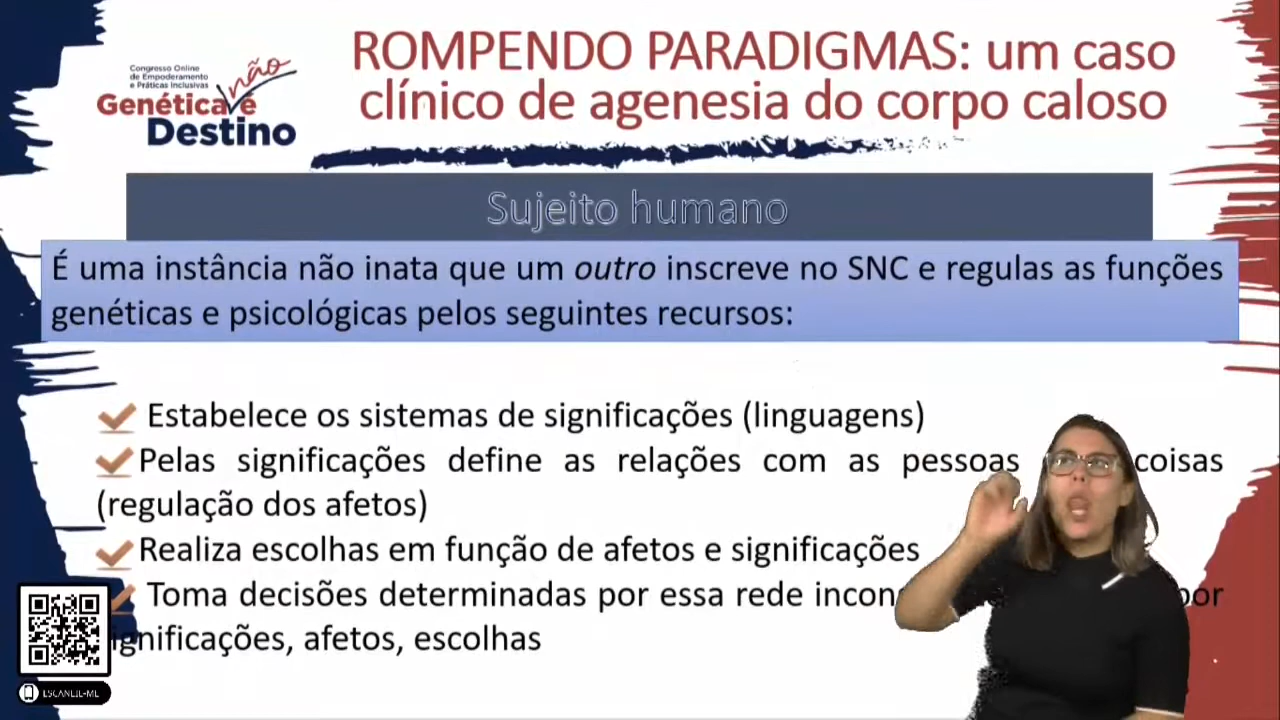 Congresso Online
de Empoderamento
e Práticas Inclusivas
não
Genética é
Destino
ROMPENDO PARADIGMAS: um caso
clínico de agenesia do corpo caloso
Sujeito humano
É uma instância não inata que um outro inscreve no SNC e regulas as funções
genéticas e psicológicas pelos seguintes recursos:
Estabelece os sistemas de significações (linguagens)
Pelas significações define as relações com as pessoas coisas
(regulação dos afetos)
Realiza escolhas em função de afetos e significações
Toma decisões determinadas por essa rede incon por
ignificações, afetos, escolhas